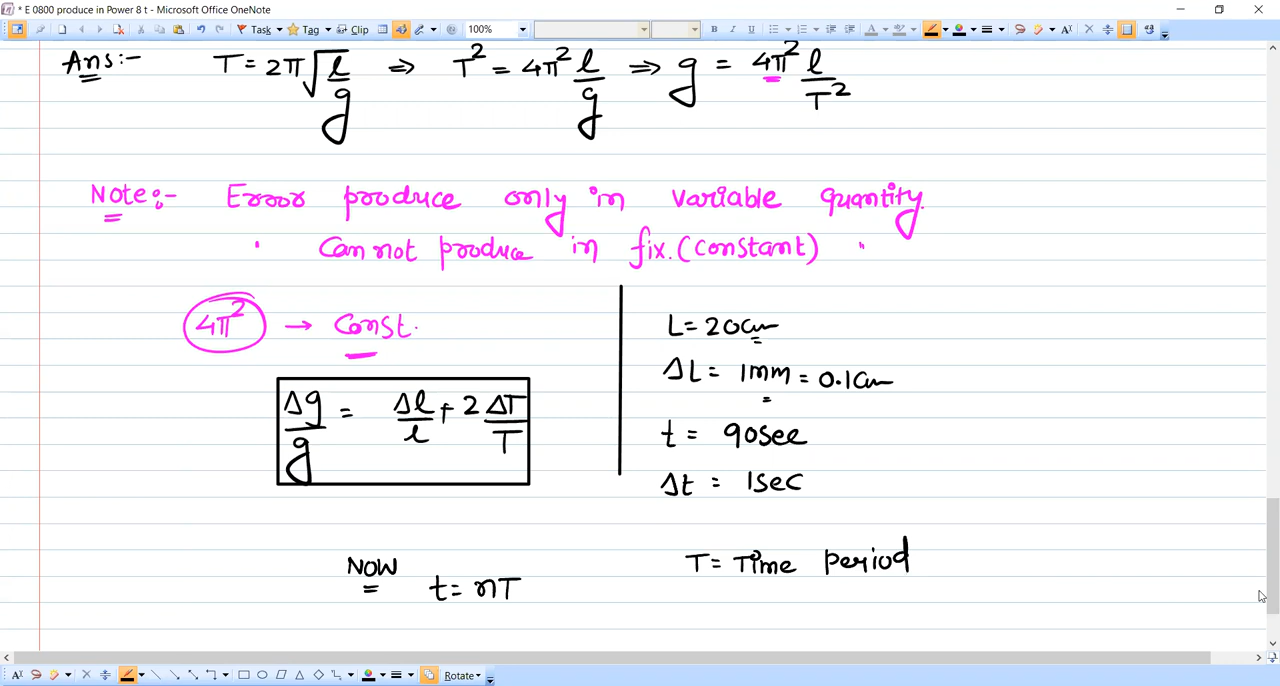 * E 0800 produce in Power 8 t - Microsoft Office OneNote
Task Tag Clip 100%
Ans:- T = 2π√l/g ⇒ T² = 4π² l/g ⇒ g = 4π² l/T²
Note:- Error produce only in variable quantity.
" Cannot produce in fix. (constant) "
4π² → Const.
L = 20cm
ΔL = 1mm = 0.1cm
Δg/g = Δl/l + 2 ΔT/T
t = 90sec
Δt = 1sec
NOW t = nT
T = Time period
Rotate